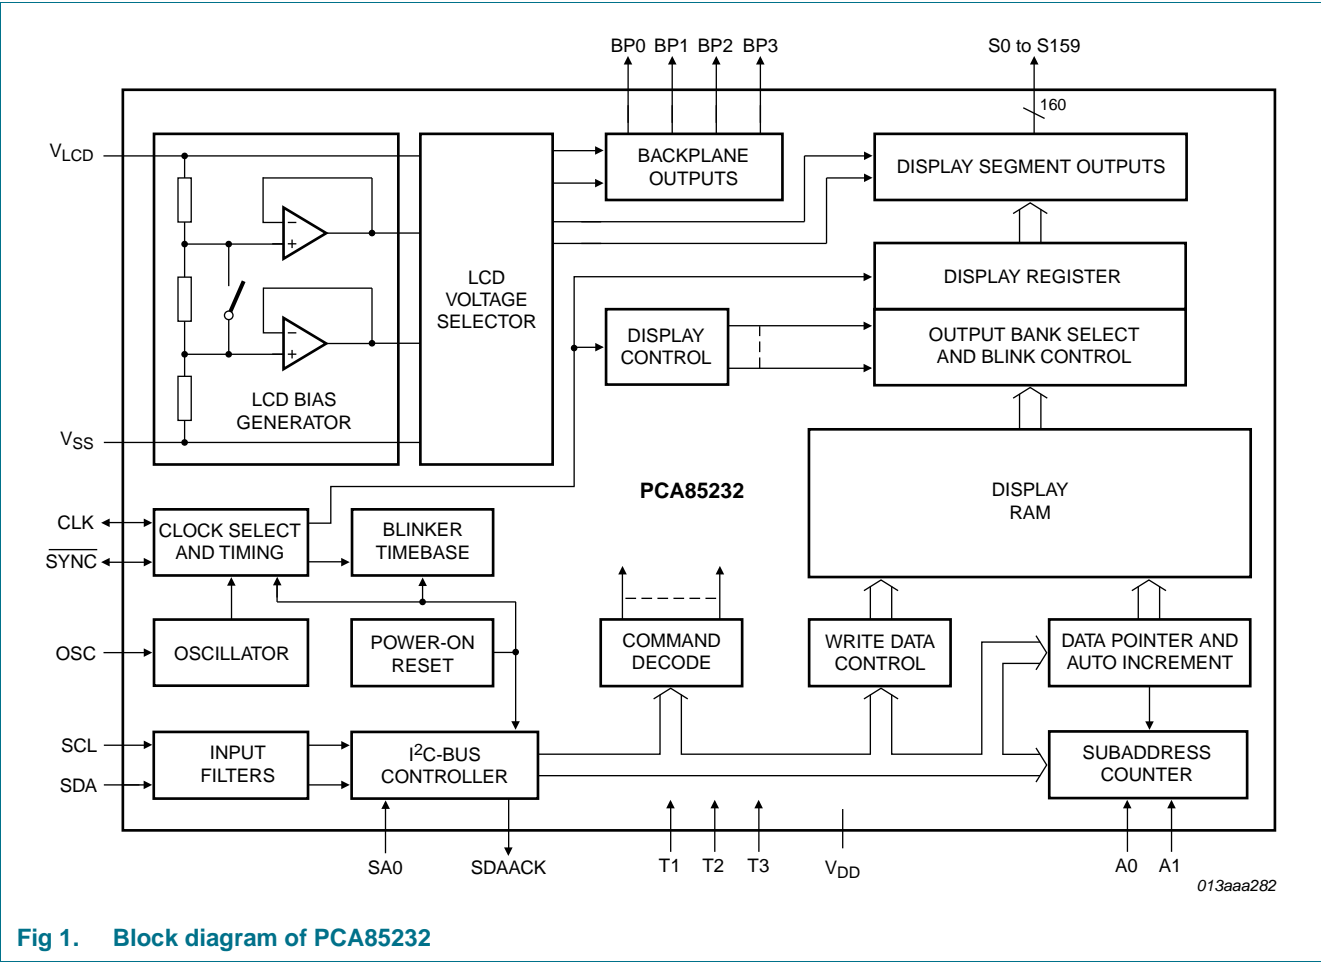 BP0 BP1 BP2 BP3
S0 to S159
160
VLCD
BACKPLANE
OUTPUTS
DISPLAY SEGMENT OUTPUTS
LCD
VOLTAGE
SELECTOR
DISPLAY REGISTER
DISPLAY
CONTROL
OUTPUT BANK SELECT
AND BLINK CONTROL
LCD BIAS
GENERATOR
VSS
PCA85232
DISPLAY
RAM
CLK
SYNC
CLOCK SELECT
AND TIMING
BLINKER
TIMEBASE
OSC
OSCILLATOR
POWER-ON
RESET
COMMAND
DECODE
WRITE DATA
CONTROL
DATA POINTER AND
AUTO INCREMENT
SCL
SDA
INPUT
FILTERS
I2C-BUS
CONTROLLER
SUBADDRESS
COUNTER
SA0
SDAACK
T1 T2 T3
VDD
A0 A1
013aaa282
Fig 1. Block diagram of PCA85232